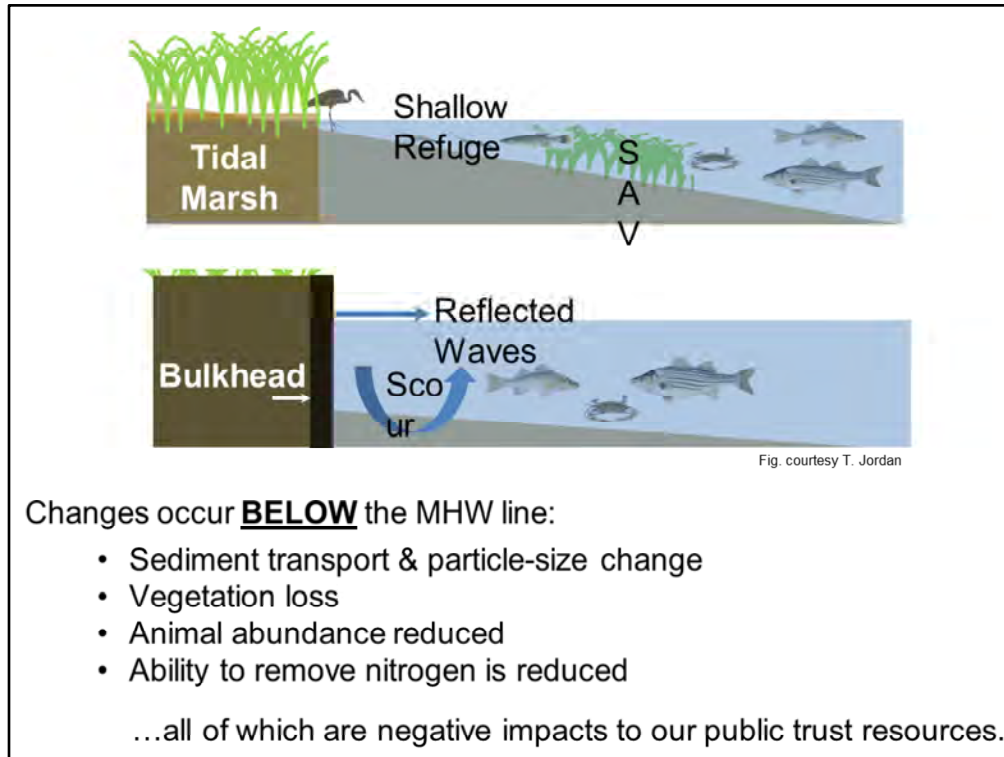 Shallow
Refuge
Tidal
Marsh
S
A
V
Reflected
Waves
Bulkhead
Sco
ur
Fig. courtesy T. Jordan
Changes occur BELOW the MHW line:
• Sediment transport & particle-size change
• Vegetation loss
• Animal abundance reduced
• Ability to remove nitrogen is reduced
…all of which are negative impacts to our public trust resources.